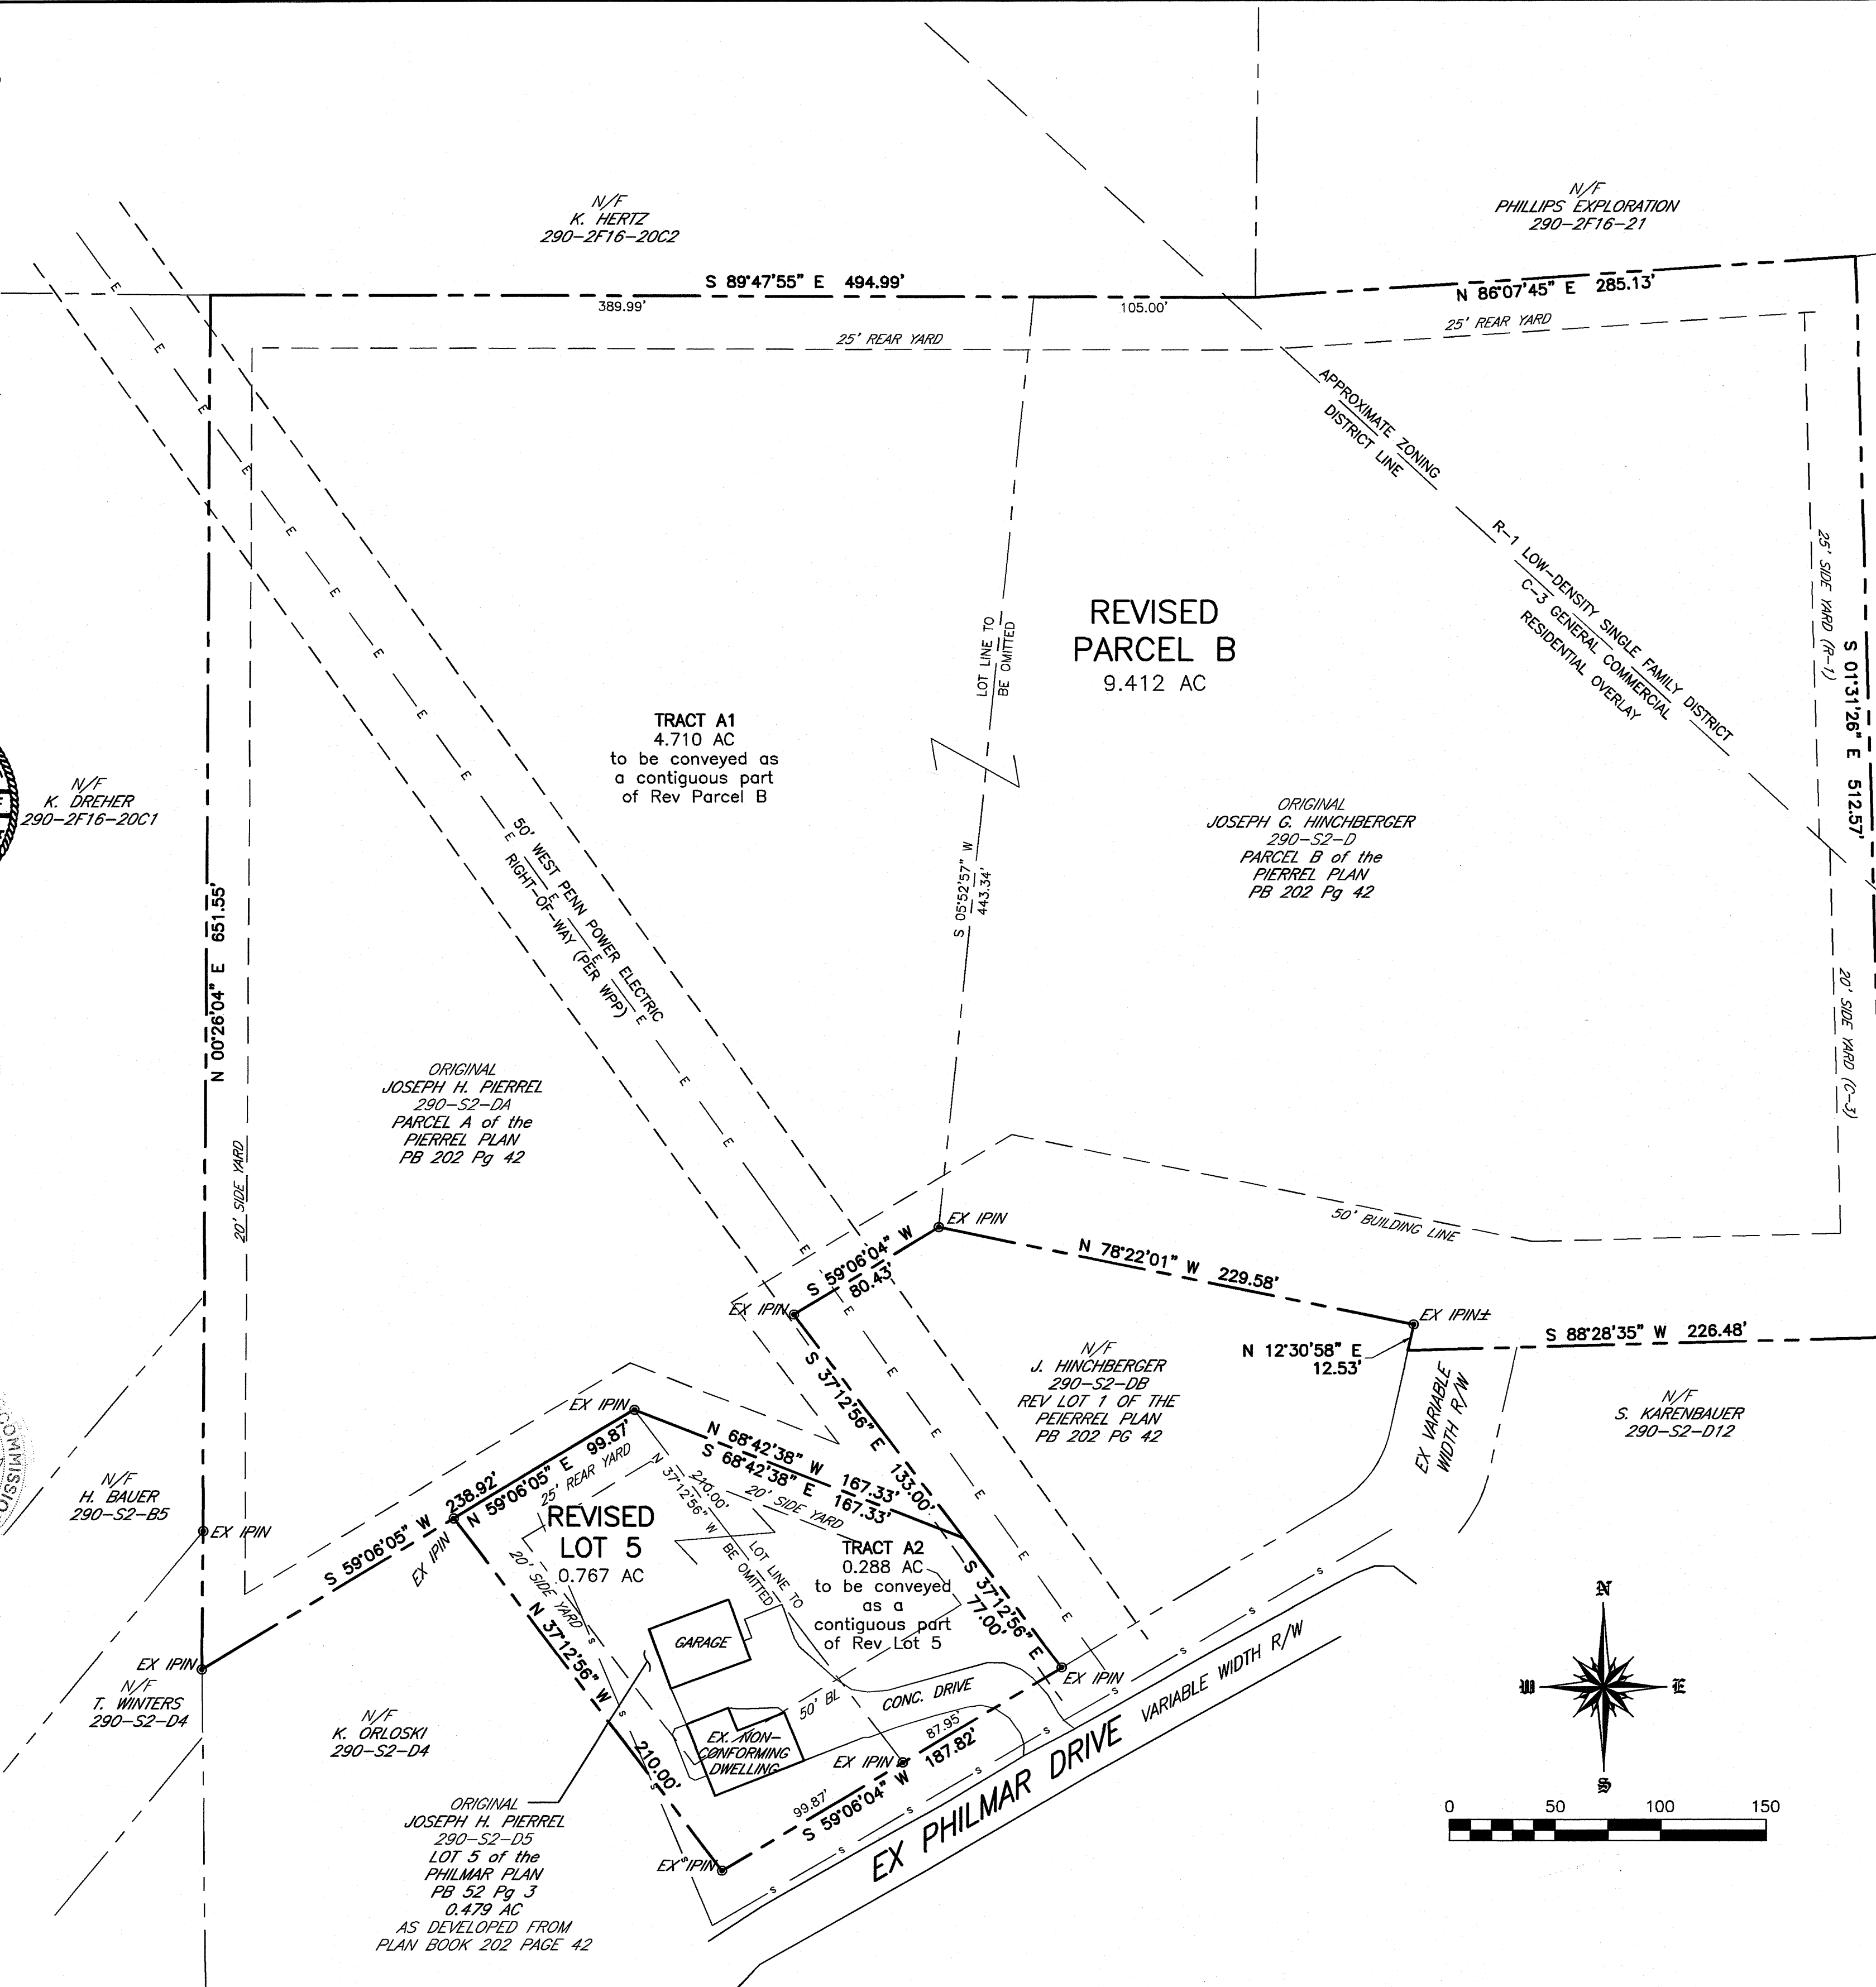 N/F
K. HERTZ
290-2F16-20C2
N/F
PHILLIPS EXPLORATION
290-2F16-21
S 89°47'55" E 494.99'
389.99'
105.00'
N 86°07'45" E 285.13'
25' REAR YARD
25' REAR YARD
APPROXIMATE ZONING
DISTRICT LINE
R-1 LOW-DENSITY SINGLE FAMILY DISTRICT
C-3 GENERAL COMMERCIAL
RESIDENTIAL OVERLAY
25' SIDE YARD (R-1)
S 01°31'26" E 512.57'
20' SIDE YARD (C-3)
REVISED
PARCEL B
9.412 AC
LOT LINE TO
BE OMITTED
TRACT A1
4.710 AC
to be conveyed as
a contiguous part
of Rev Parcel B
N/F
K. DREHER
290-2F16-20C1
ORIGINAL
JOSEPH G. HINCHBERGER
290-S2-D
PARCEL B of the
PIERREL PLAN
PB 202 Pg 42
S 05°52'57" W
443.34'
50' WEST PENN POWER ELECTRIC
RIGHT-OF-WAY (PER WPP)
E E E E E E E E E E E E E E E E E E E E
N 00°26'04" E 651.55'
20' SIDE YARD
ORIGINAL
JOSEPH H. PIERREL
290-S2-DA
PARCEL A of the
PIERREL PLAN
PB 202 Pg 42
EX IPIN
50' BUILDING LINE
S 59°06'04" W
80.43'
N 78°22'01" W 229.58'
EX IPIN
EX IPIN±
N 12°30'58" E
12.53'
S 88°28'35" W 226.48'
N/F
J. HINCHBERGER
290-S2-DB
REV LOT 1 OF THE
PEIERREL PLAN
PB 202 PG 42
EX VARIABLE
WIDTH R/W
N/F
S. KARENBAUER
290-S2-D12
S 37°12'56" E 133.00'
EX IPIN
N 68°42'38" W 167.33'
S 68°42'38" E 167.33'
20' SIDE YARD
N 37°12'56" W
210.00'
LOT LINE TO
BE OMITTED
COMMISSIO
N/F
H. BAUER
290-S2-B5
EX IPIN
S 59°06'05" W 238.92'
N 59°06'05" E 99.87'
25' REAR YARD
EX IPIN
REVISED
LOT 5
0.767 AC
20' SIDE YARD
TRACT A2
0.288 AC
to be conveyed
as a
contiguous part
of Rev Lot 5
S 37°12'56" E
77.00'
EX IPIN
N/F
T. WINTERS
290-S2-D4
N/F
K. ORLOSKI
290-S2-D4
N 37°12'56" W
210.00'
GARAGE
CONC. DRIVE
50' BL
EX. NON-
CONFORMING
DWELLING
EX IPIN
EX IPIN
87.95'
187.82'
99.87'
S 59°06'04" W
EX IPIN
EX PHILMAR DRIVE VARIABLE WIDTH R/W
S S S S S S S S S S
ORIGINAL
JOSEPH H. PIERREL
290-S2-D5
LOT 5 of the
PHILMAR PLAN
PB 52 Pg 3
0.479 AC
AS DEVELOPED FROM
PLAN BOOK 202 PAGE 42
N
W E
S
0 50 100 150